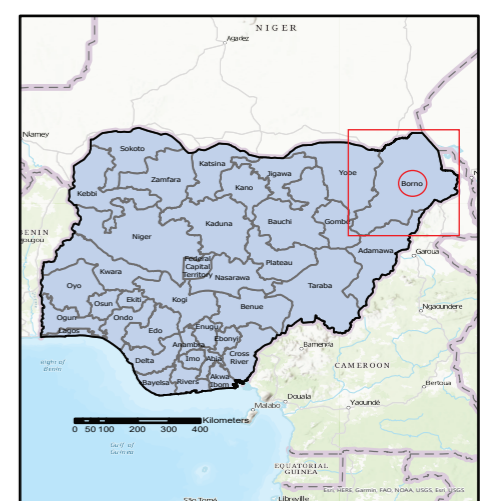 NIGER
Agadez
Niamey
Sokoto
Katsina
Jigawa
Yobe
Zamfara
Kano
Borno
Kebbi
Kaduna
Bauchi
Gombe
BENIN
Niger
Adamawa
Garoua
Federal
Capital
Territory
Plateau
Kwara
Nasarawa
Taraba
Oyo
Osun
Ekiti
Kogi
Benue
Ngaoundere
Ogun
Ondo
Lagos
Edo
Enugu
Ebonyi
Anambra
Bamenda
Delta
Imo
Abia
Cross
River
CAMEROON
Bayelsa
Rivers
Akwa
Ibom
Bertoua
Bight of
Benin
Malabo
Douala
Yaoundé
Kilometers
0 50 100 200 300 400
Gulf of
Guinea
EQUATORIAL
GUINEA
Esri, HERE, Garmin, FAO, NOAA, USGS, Esri, USGS
São Tomé
Libreville